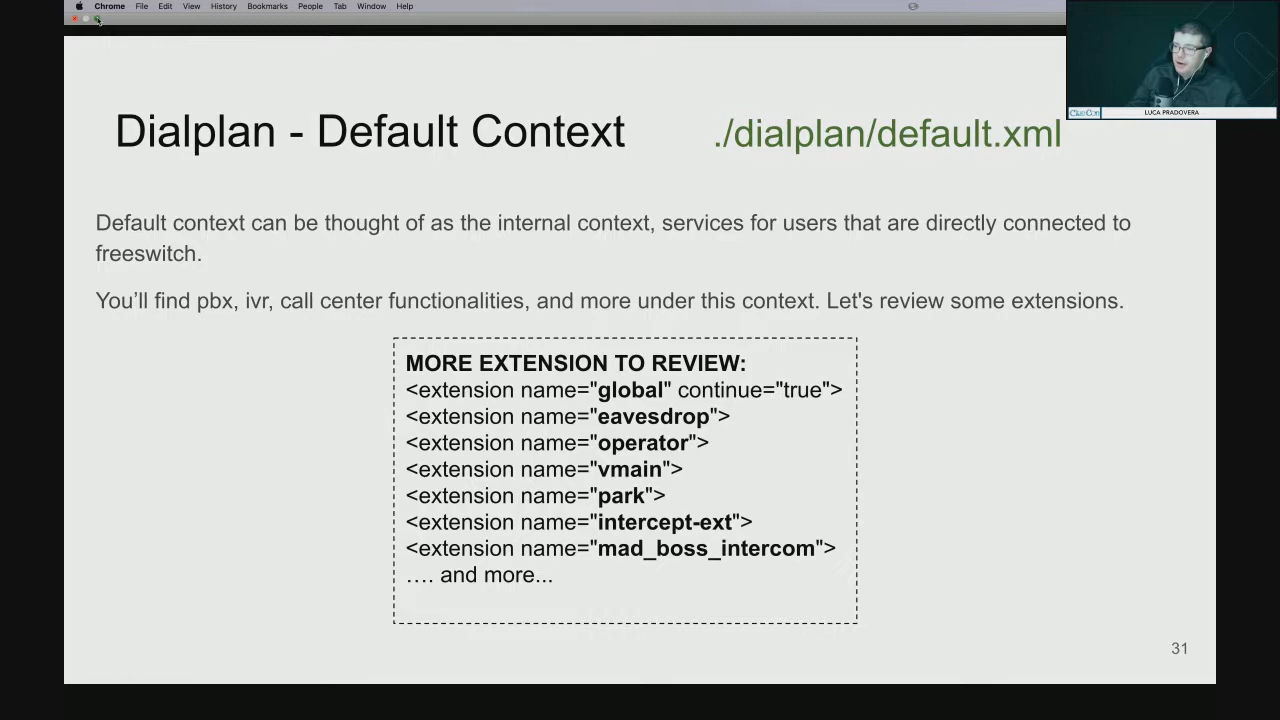 Chrome File Edit View History Bookmarks People Tab Window Help
ClueCon
LUCA PRADOVERA
Dialplan - Default Context
./dialplan/default.xml
Default context can be thought of as the internal context, services for users that are directly connected to
freeswitch.
You’ll find pbx, ivr, call center functionalities, and more under this context. Let's review some extensions.
MORE EXTENSION TO REVIEW:
<extension name="global" continue="true">
<extension name="eavesdrop">
<extension name="operator">
<extension name="vmain">
<extension name="park">
<extension name="intercept-ext">
<extension name="mad_boss_intercom">
…. and more...
31